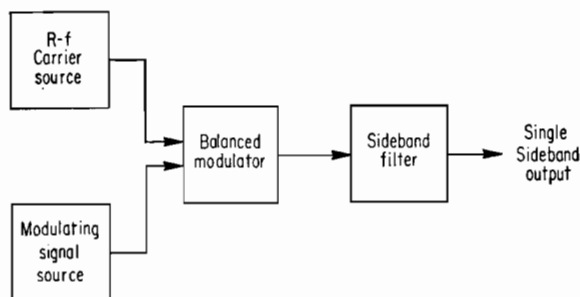 R-f
Carrier
source
Balanced
modulator
Sideband
filter
Single
Sideband
output
Modulating
signal
source